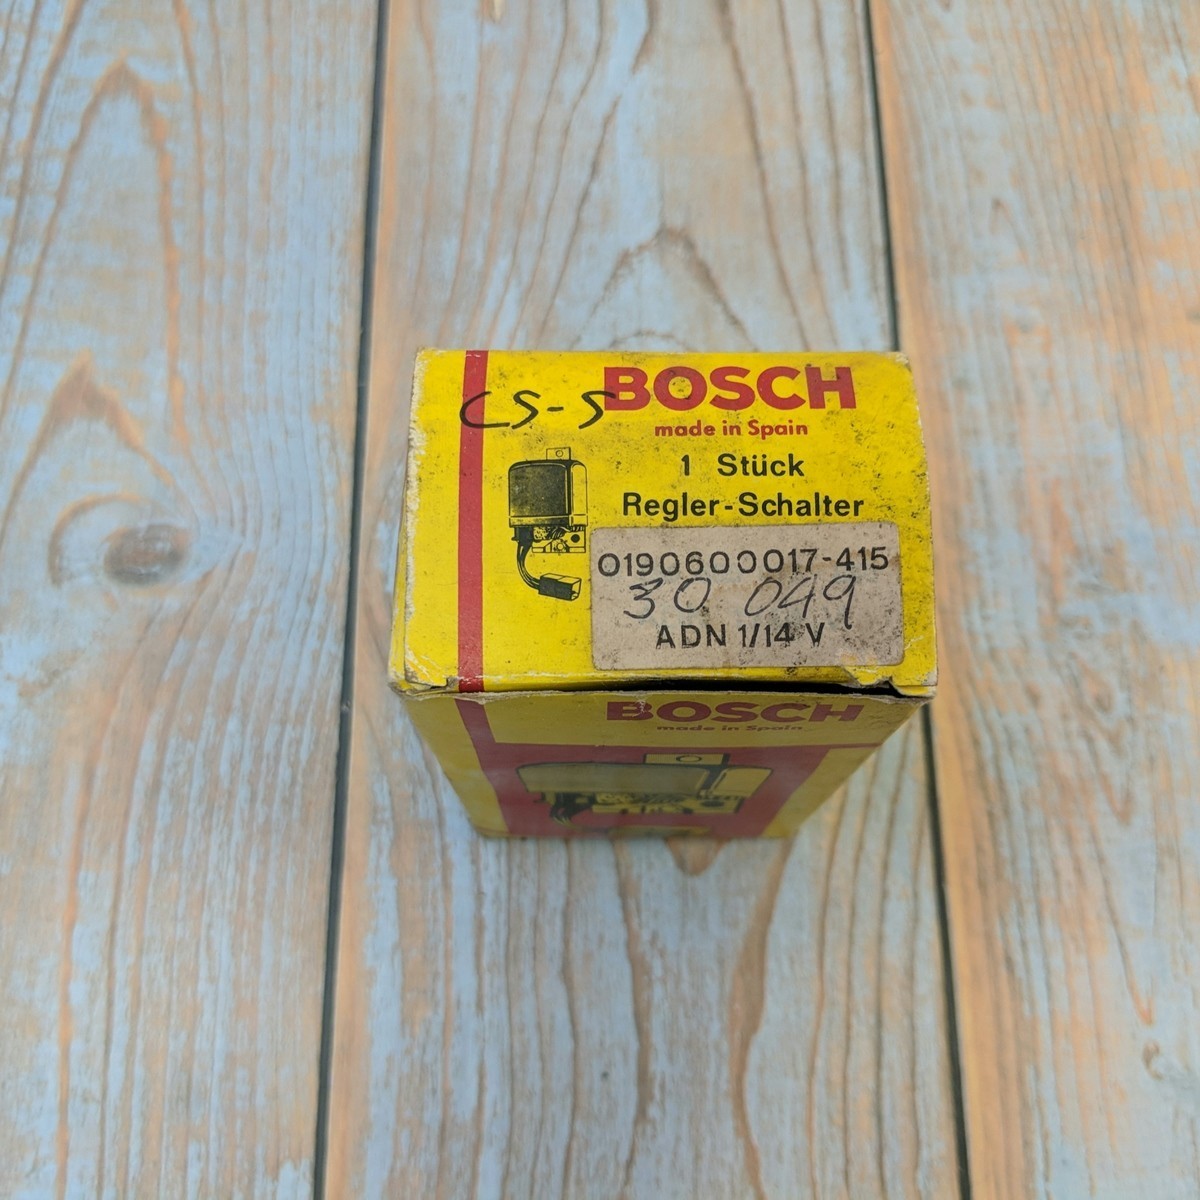 CS-5
BOSCH
made in Spain
1 Stück
Regler-Schalter
0190600017-415
30 049
ADN 1/14 V
BOSCH
made in Spain